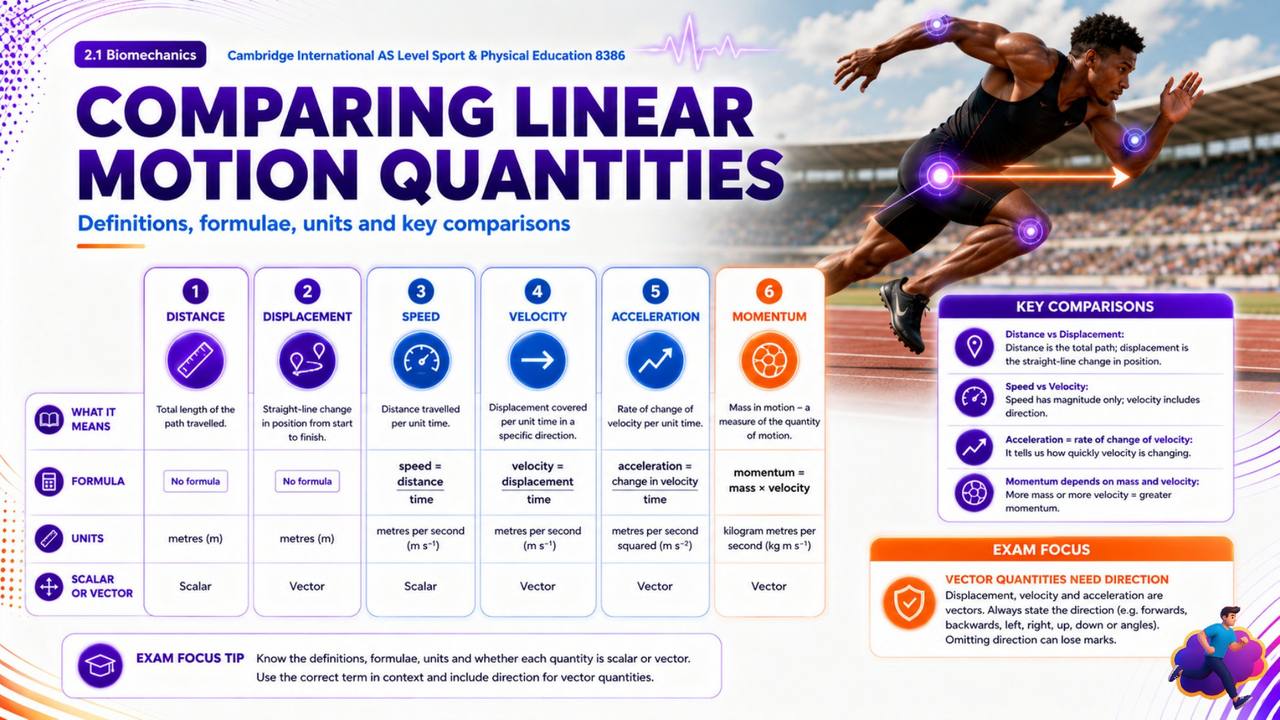 2.1 Biomechanics
Cambridge International AS Level Sport & Physical Education 8386
COMPARING LINEAR
MOTION QUANTITIES
Definitions, formulae, units and key comparisons
1
DISTANCE
2
DISPLACEMENT
3
SPEED
4
VELOCITY
5
ACCELERATION
6
MOMENTUM
WHAT IT
MEANS
Total length of the
path travelled.
Straight-line change
in position from start
to finish.
Distance travelled
per unit time.
Displacement covered
per unit time in a
specific direction.
Rate of change of
velocity per unit time.
Mass in motion – a
measure of the quantity
of motion.
FORMULA
No formula
No formula
speed =
distance
time
velocity =
displacement
time
acceleration =
change in velocity
time
momentum =
mass × velocity
UNITS
metres (m)
metres (m)
metres per second
(m s⁻¹)
metres per second
(m s⁻¹)
metres per second
squared (m s⁻²)
kilogram metres per
second (kg m s⁻¹)
SCALAR
OR VECTOR
Scalar
Vector
Scalar
Vector
Vector
Vector
EXAM FOCUS TIP
Know the definitions, formulae, units and whether each quantity is scalar or vector.
Use the correct term in context and include direction for vector quantities.
KEY COMPARISONS
Distance vs Displacement:
Distance is the total path; displacement is
the straight-line change in position.
Speed vs Velocity:
Speed has magnitude only; velocity includes
direction.
Acceleration = rate of change of velocity:
It tells us how quickly velocity is changing.
Momentum depends on mass and velocity:
More mass or more velocity = greater
momentum.
EXAM FOCUS
VECTOR QUANTITIES NEED DIRECTION
Displacement, velocity and acceleration are
vectors. Always state the direction (e.g. forwards,
backwards, left, right, up, down or angles).
Omitting direction can lose marks.